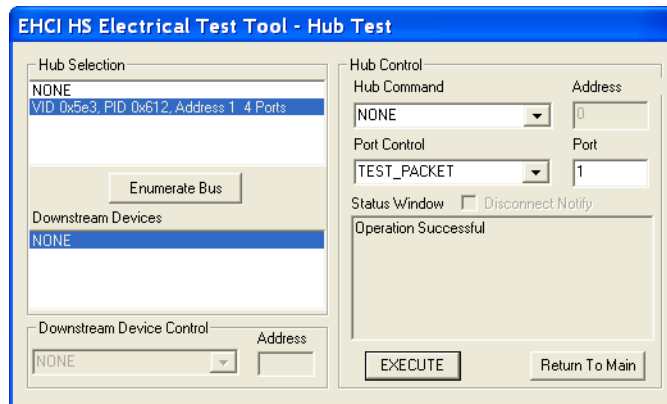 EHCI HS Electrical Test Tool - Hub Test
Hub Selection
NONE
VID 0x5e3, PID 0x612, Address 1 4 Ports
Enumerate Bus
Downstream Devices
NONE
Downstream Device Control
Address
NONE
Hub Control
Hub Command
Address
NONE
0
Port Control
Port
TEST_PACKET
1
Status Window
Disconnect Notify
Operation Successful
EXECUTE
Return To Main